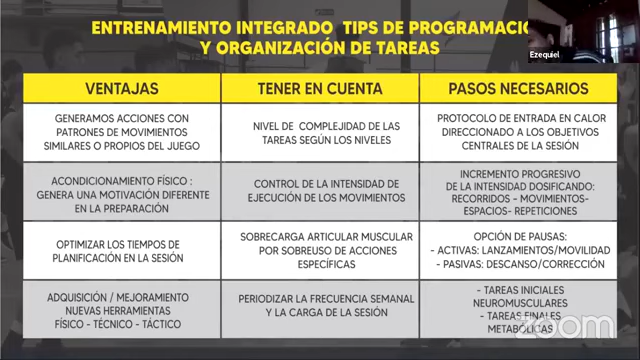 ENTRENAMIENTO INTEGRADO TIPS DE PROGRAMACIÓ
Y ORGANIZACIÓN DE TAREAS
Ezequiel
VENTAJAS
TENER EN CUENTA
PASOS NECESARIOS
GENERAMOS ACCIONES CON
PATRONES DE MOVIMIENTOS
SIMILARES O PROPIOS DEL JUEGO
NIVEL DE COMPLEJIDAD DE LAS
TAREAS SEGÚN LOS NIVELES
PROTOCOLO DE ENTRADA EN CALOR
DIRECCIONADO A LOS OBJETIVOS
CENTRALES DE LA SESIÓN
ACONDICIONAMIENTO FÍSICO :
GENERA UNA MOTIVACIÓN DIFERENTE
EN LA PREPARACIÓN
CONTROL DE LA INTENSIDAD DE
EJECUCIÓN DE LOS MOVIMIENTOS
INCREMENTO PROGRESIVO
DE LA INTENSIDAD DOSIFICANDO:
RECORRIDOS - MOVIMIENTOS-
ESPACIOS- REPETICIONES
OPTIMIZAR LOS TIEMPOS DE
PLANIFICACIÓN EN LA SESIÓN
SOBRECARGA ARTICULAR MUSCULAR
POR SOBREUSO DE ACCIONES
ESPECÍFICAS
OPCIÓN DE PAUSAS:
- ACTIVAS: LANZAMIENTOS/MOVILIDAD
- PASIVAS: DESCANSO/CORRECCIÓN
ADQUISICIÓN / MEJORAMIENTO
NUEVAS HERRAMIENTAS
FÍSICO - TÉCNICO - TÁCTICO
PERIODIZAR LA FRECUENCIA SEMANAL
Y LA CARGA DE LA SESIÓN
- TAREAS INICIALES
NEUROMUSCULARES
- TAREAS FINALES
METABÓLICAS
zoom